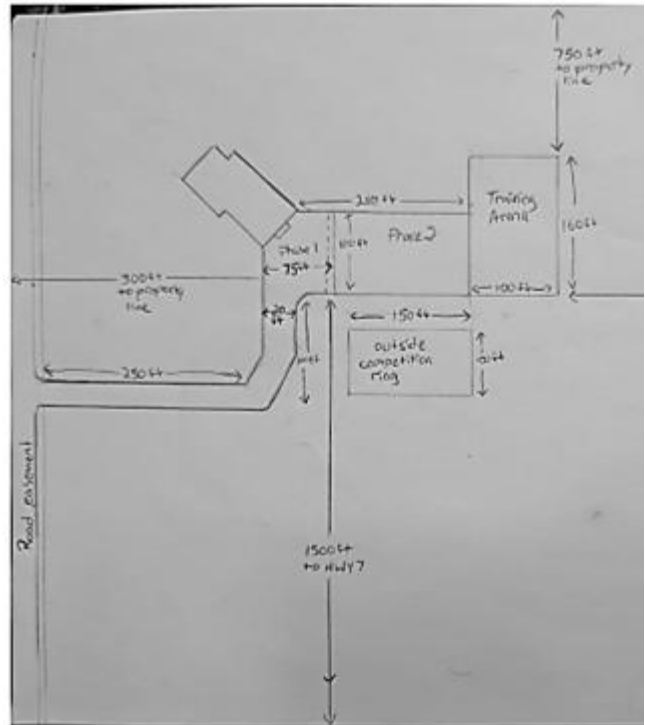 750 ft
to property
line
200 ft
Training
Arena
160 ft
Phase 1
75 ft
100 ft
Phase 2
300 ft
to property
line
20
ft
100 ft
150 ft
250 ft
outside
competition
ring
Road easement
1500 ft
to HWY 7